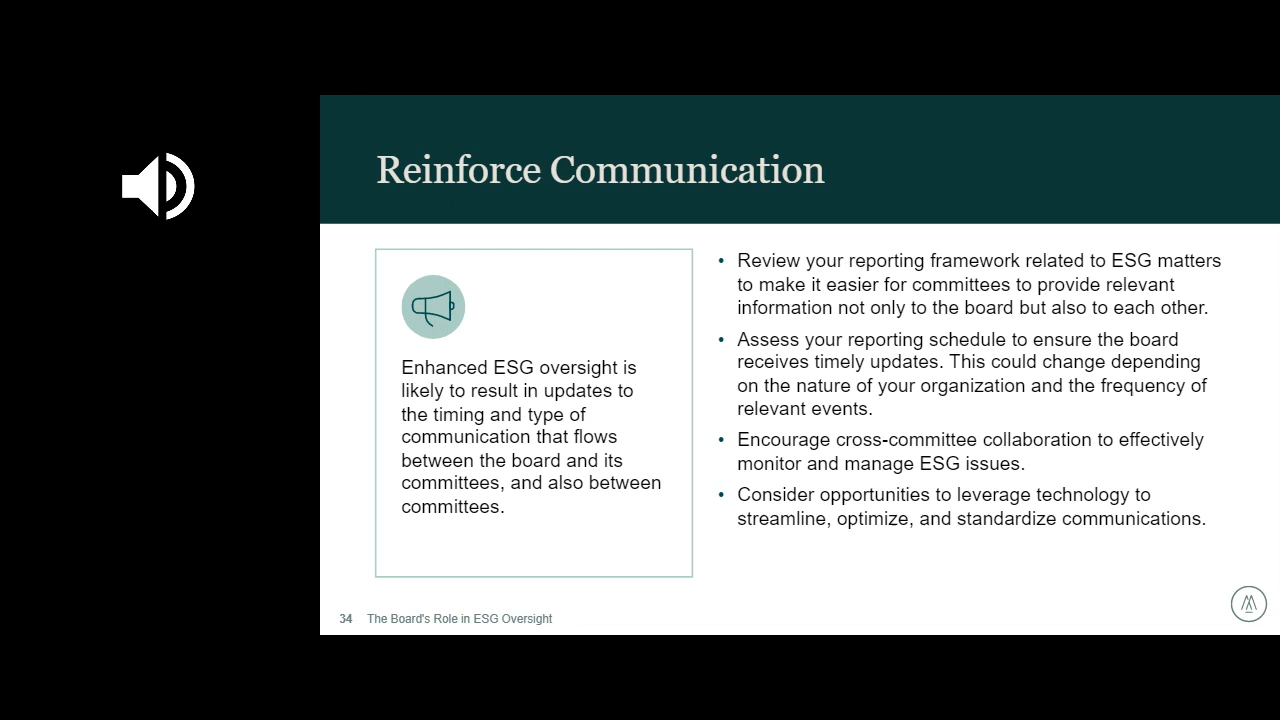 Reinforce Communication
Enhanced ESG oversight is
likely to result in updates to
the timing and type of
communication that flows
between the board and its
committees, and also between
committees.
• Review your reporting framework related to ESG matters
to make it easier for committees to provide relevant
information not only to the board but also to each other.
• Assess your reporting schedule to ensure the board
receives timely updates. This could change depending
on the nature of your organization and the frequency of
relevant events.
• Encourage cross-committee collaboration to effectively
monitor and manage ESG issues.
• Consider opportunities to leverage technology to
streamline, optimize, and standardize communications.
34 The Board's Role in ESG Oversight